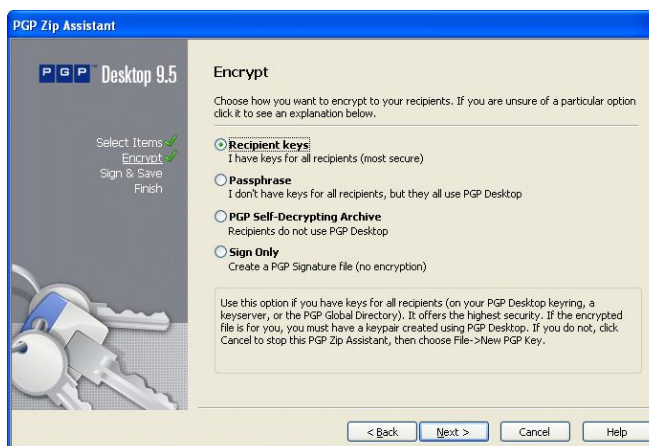 PGP Zip Assistant
PGP™ Desktop 9.5
Select Items
Encrypt
Sign & Save
Finish
Encrypt
Choose how you want to encrypt to your recipients. If you are unsure of a particular option
click it to see an explanation below.
Recipient keys
I have keys for all recipients (most secure)
Passphrase
I don't have keys for all recipients, but they all use PGP Desktop
PGP Self-Decrypting Archive
Recipients do not use PGP Desktop
Sign Only
Create a PGP Signature file (no encryption)
Use this option if you have keys for all recipients (on your PGP Desktop keyring, a
keyserver, or the PGP Global Directory). It offers the highest security. If the encrypted
file is for you, you must have a keypair created using PGP Desktop. If you do not, click
Cancel to stop this PGP Zip Assistant, then choose File->New PGP Key.
< Back
Next >
Cancel
Help